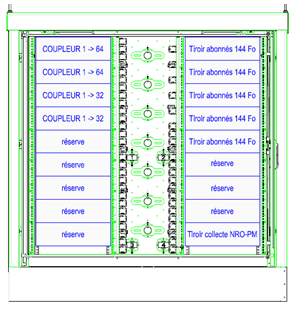 COUPLEUR 1 -> 64
COUPLEUR 1 -> 64
COUPLEUR 1 -> 32
COUPLEUR 1 -> 32
réserve
réserve
réserve
réserve
réserve
Tiroir abonnés 144 Fo
Tiroir abonnés 144 Fo
Tiroir abonnés 144 Fo
Tiroir abonnés 144 Fo
Tiroir abonnés 144 Fo
réserve
réserve
réserve
Tiroir collecte NRO-PM